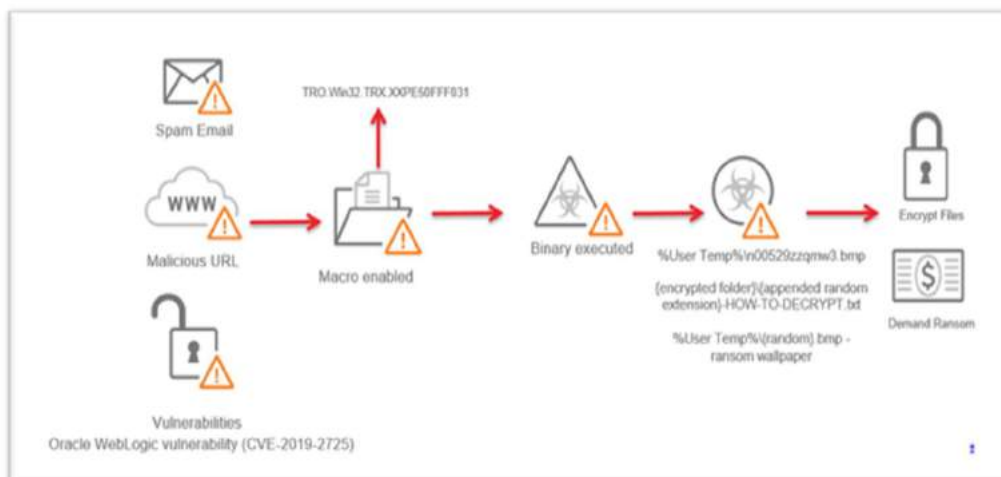 Spam Email
TRO.Win32.TRX.XXPE50FFF031
WWW
Malicious URL
Macro enabled
Binary executed
%User Temp%\n00529zzqmw3.bmp
{encrypted folder}\{appended random
extension}-HOW-TO-DECRYPT.txt
%User Temp%\(random).bmp -
ransom wallpaper
Encrypt Files
$
Demand Ransom
Vulnerabilities
Oracle WebLogic vulnerability (CVE-2019-2725)